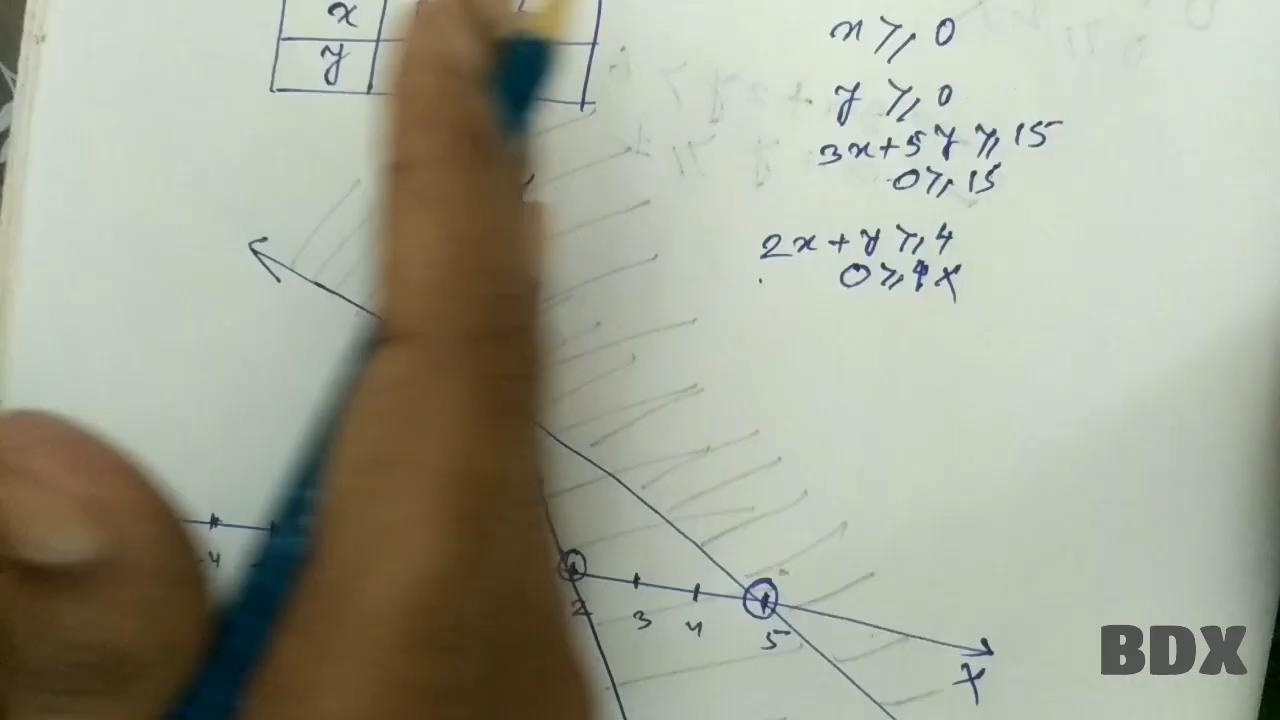 x
y
x ≥ 0
y ≥ 0
3x+5y ≥ 15
0 ≥ 15
2x + y ≥ 4
0 ≥ 4 x
-4
2
3
4
5
X
BDX